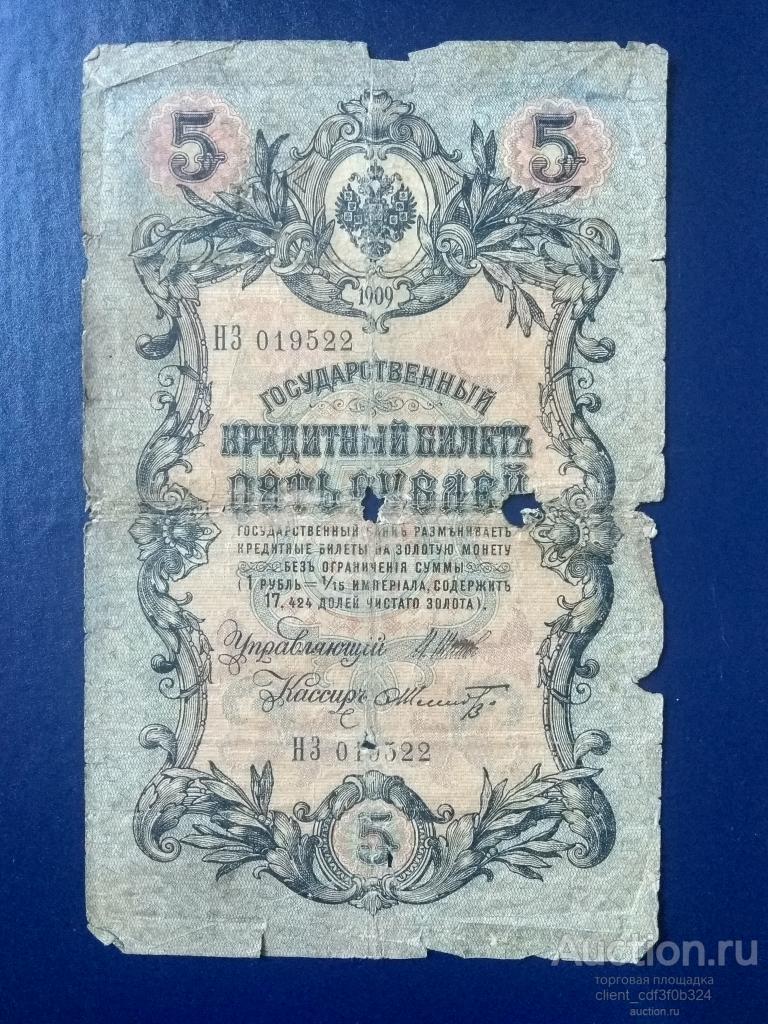 5 5
1909
НЗ 019522
ГОСУДАРСТВЕННЫЙ
КРЕДИТНЫЙ БИЛЕТЪ
ПЯТЬ РУБЛЕЙ
ГОСУДАРСТВЕННЫЙ БАНКЪ РАЗМѢНИВАЕТЪ
КРЕДИТНЫЕ БИЛЕТЫ НА ЗОЛОТУЮ МОНЕТУ
БЕЗЪ ОГРАНИЧЕНІЯ СУММЫ
(1 РУБЛЬ = 1/15 ИМПЕРІАЛА, СОДЕРЖИТЪ
17,424 ДОЛЕЙ ЧИСТАГО ЗОЛОТА).
Управляющій
Кассиръ
НЗ 019522
5
Auction.ru
торговая площадка
client_cdf3f0b324
auction.ru